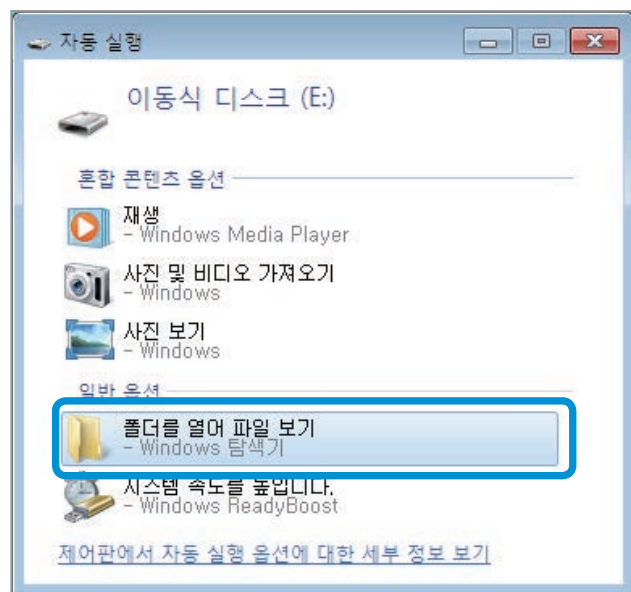 자동 실행
이동식 디스크 (E:)
혼합 콘텐츠 옵션
재생
- Windows Media Player
사진 및 비디오 가져오기
- Windows
사진 보기
- Windows
일반 옵션
폴더를 열어 파일 보기
- Windows 탐색기
시스템 속도를 높입니다.
- Windows ReadyBoost
제어판에서 자동 실행 옵션에 대한 세부 정보 보기